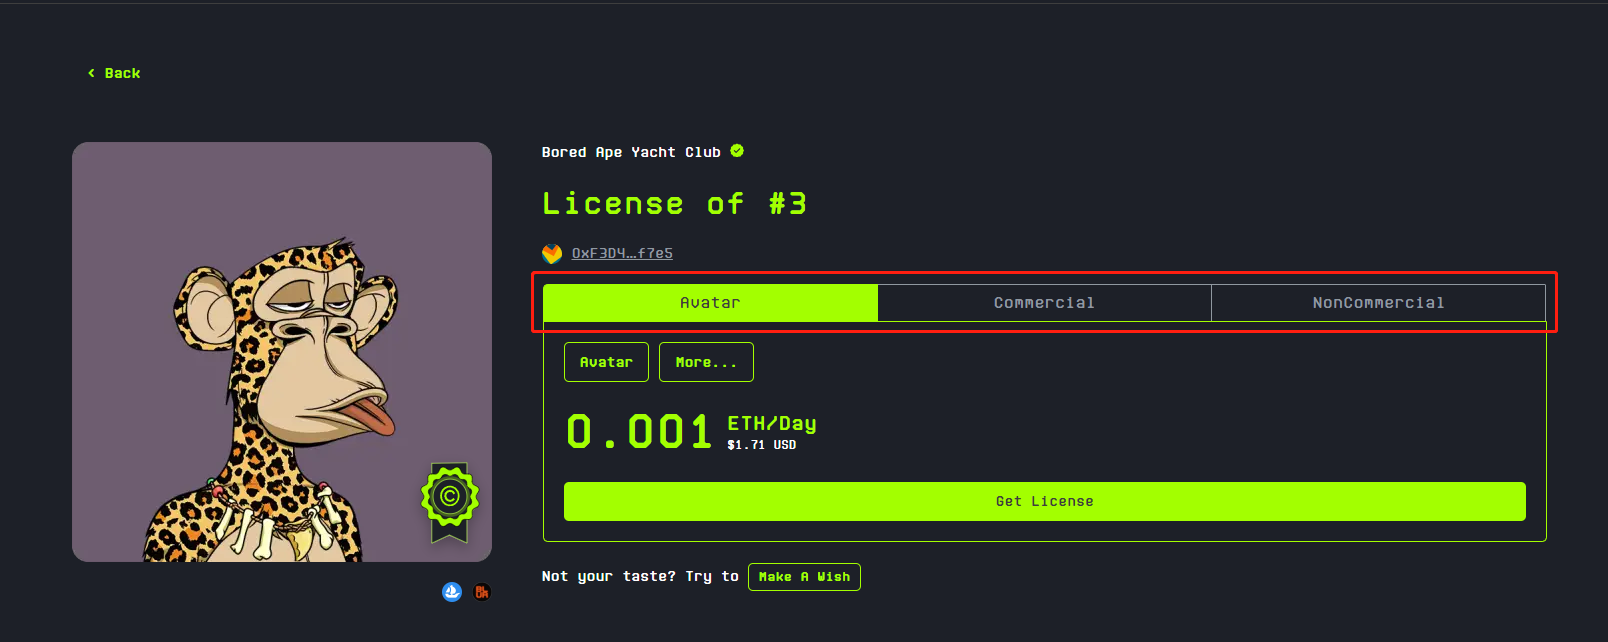 Back
Bored Ape Yacht Club
License of #3
0xF3D4...f7e5
Avatar
Commercial
NonCommercial
Avatar
More...
0.001 ETH/Day
$1.71 USD
Get License
Not your taste? Try to Make A Wish